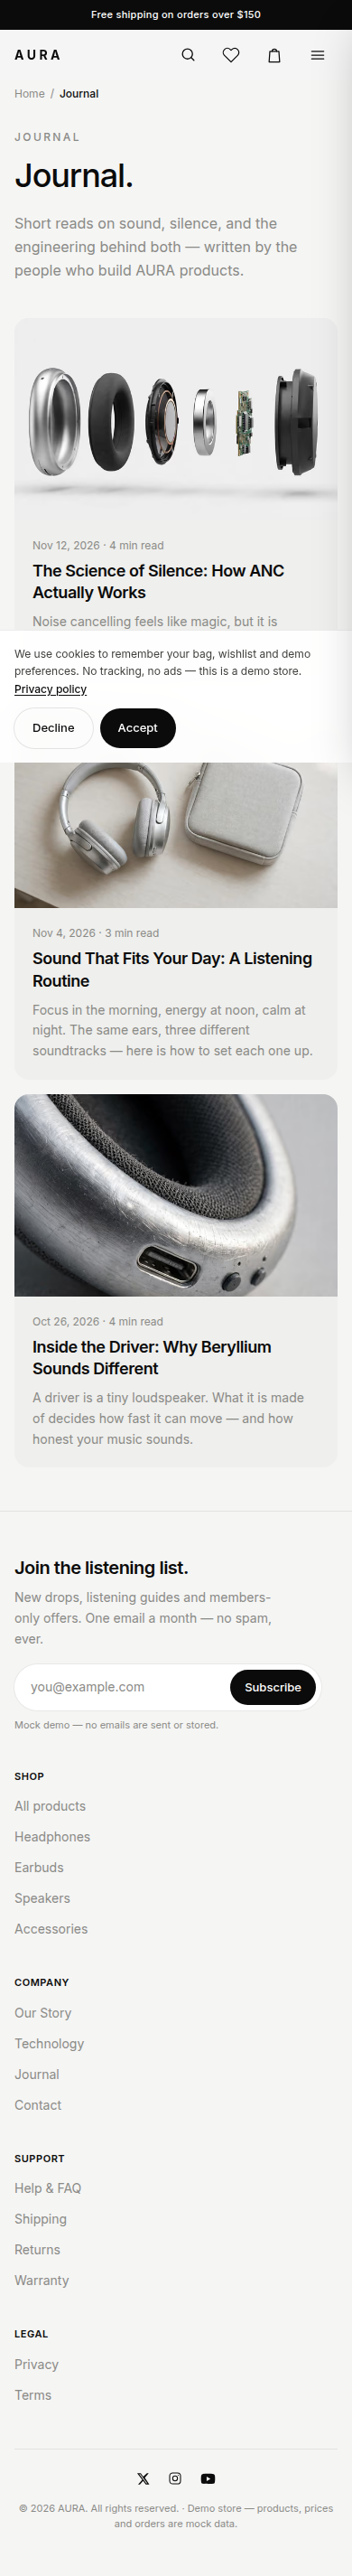 Free shipping on orders over $150
AURA
Home / Journal
JOURNAL
Journal.
Short reads on sound, silence, and the
engineering behind both — written by the
people who build AURA products.
Nov 12, 2026 · 4 min read
The Science of Silence: How ANC
Actually Works
Noise cancelling feels like magic, but it is
We use cookies to remember your bag, wishlist and demo
preferences. No tracking, no ads — this is a demo store.
Privacy policy
Decline
Accept
Nov 4, 2026 · 3 min read
Sound That Fits Your Day: A Listening
Routine
Focus in the morning, energy at noon, calm at
night. The same ears, three different
soundtracks — here is how to set each one up.
Oct 26, 2026 · 4 min read
Inside the Driver: Why Beryllium
Sounds Different
A driver is a tiny loudspeaker. What it is made
of decides how fast it can move — and how
honest your music sounds.
Join the listening list.
New drops, listening guides and members-
only offers. One email a month — no spam,
ever.
you@example.com
Subscribe
Mock demo — no emails are sent or stored.
SHOP
All products
Headphones
Earbuds
Speakers
Accessories
COMPANY
Our Story
Technology
Journal
Contact
SUPPORT
Help & FAQ
Shipping
Returns
Warranty
LEGAL
Privacy
Terms
© 2026 AURA. All rights reserved. · Demo store — products, prices
and orders are mock data.